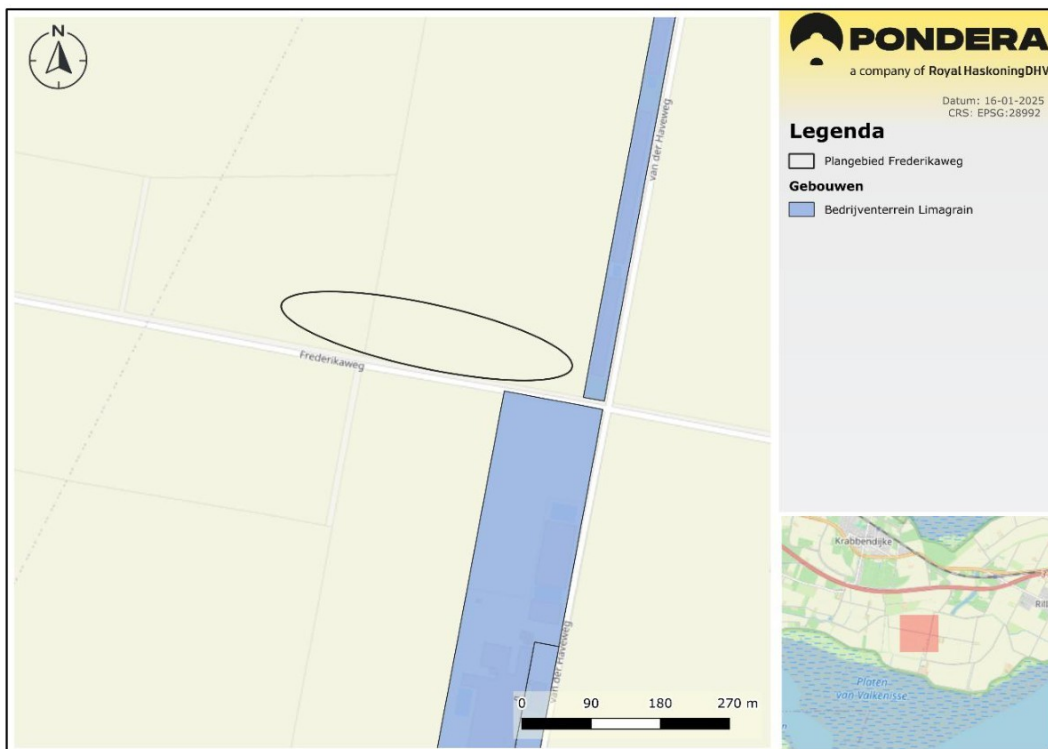 N
van der Haveweg
Frederikaweg
van der Haveweg
0 90 180 270 m
PONDERA
a company of Royal HaskoningDHV
Datum: 16-01-2025
CRS: EPSG:28992
Legenda
Plangebied Frederikaweg
Gebouwen
Bedrijventerrein Limagrain
Krabbendijke
Platen
van Valkenisse